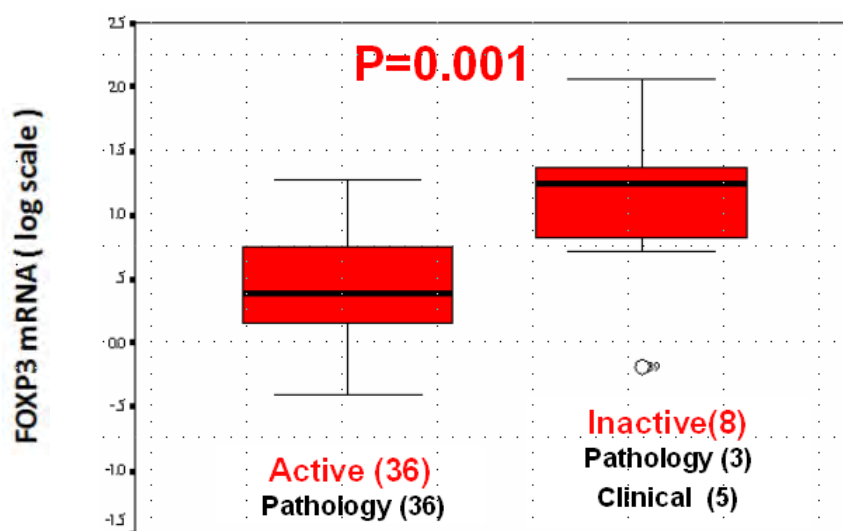 FOXP3 mRNA ( log scale )
2.5
2.0
1.5
1.0
.5
0.0
-.5
-1.0
-1.5
P=0.001
39
Active (36)
Pathology (36)
Inactive(8)
Pathology (3)
Clinical (5)